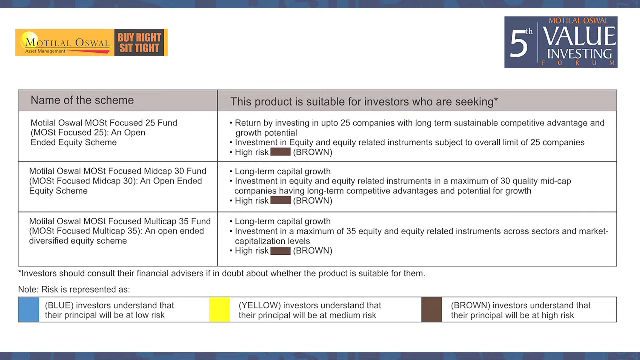 MOTILAL OSWAL
Asset Management
BUY RIGHT
SIT TIGHT
MOTILAL OSWAL
5th VALUE
INVESTING
FORUM
Name of the scheme
This product is suitable for investors who are seeking*
Motilal Oswal MOSt Focused 25 Fund
(MOSt Focused 25): An Open
Ended Equity Scheme
• Return by investing in upto 25 companies with long term sustainable competitive advantage and
growth potential
• Investment in Equity and equity related instruments subject to overall limit of 25 companies
• High risk (BROWN)
Motilal Oswal MOSt Focused Midcap 30 Fund
(MOSt Focused Midcap 30): An Open Ended
Equity Scheme
• Long-term capital growth
• Investment in equity and equity related instruments in a maximum of 30 quality mid-cap
companies having long-term competitive advantages and potential for growth
• High risk (BROWN)
Motilal Oswal MOSt Focused Multicap 35 Fund
(MOSt Focused Multicap 35): An open ended
diversified equity scheme
• Long-term capital growth
• Investment in a maximum of 35 equity and equity related instruments across sectors and market-
capitalization levels
• High risk (BROWN)
*Investors should consult their financial advisers if in doubt about whether the product is suitable for them.
Note: Risk is represented as:
(BLUE) investors understand that
their principal will be at low risk
(YELLOW) investors understand that
their principal will be at medium risk
(BROWN) investors understand that
their principal will be at high risk